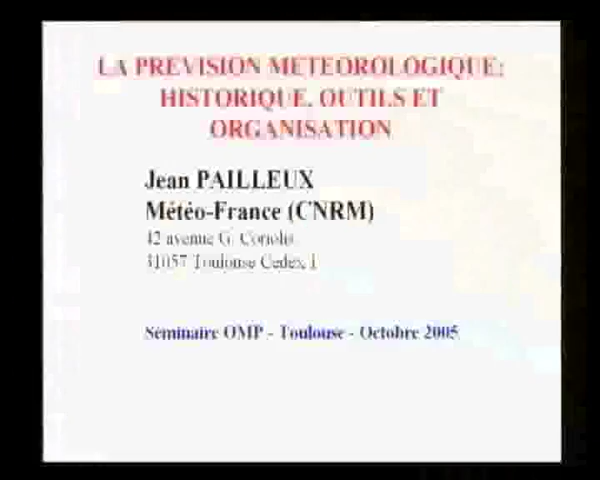 LA PREVISION METEOROLOGIQUE:
HISTORIQUE, OUTILS ET
ORGANISATION
Jean PAILLEUX
Météo-France (CNRM)
42 avenue G. Coriolis
31057 Toulouse Cedex 1
Séminaire OMP - Toulouse - Octobre 2005